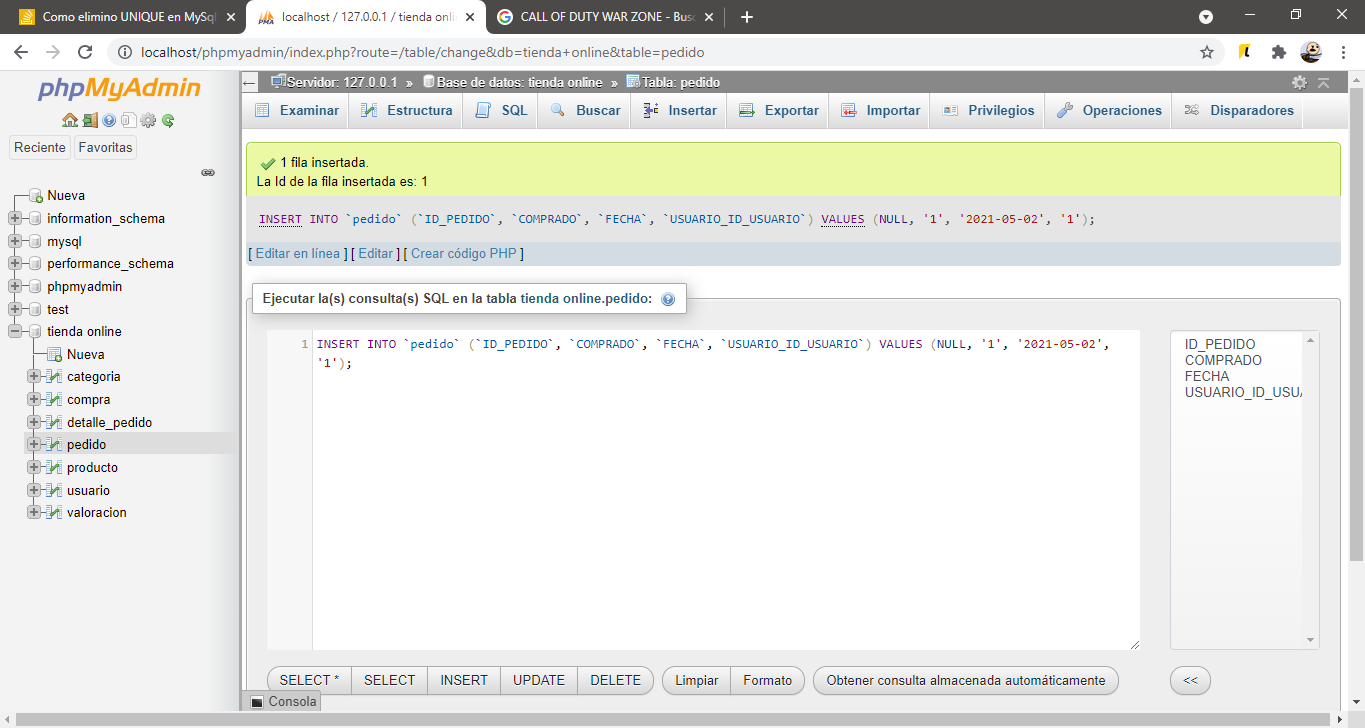 Como elimino UNIQUE en MySq
localhost / 127.0.0.1 / tienda onli
CALL OF DUTY WAR ZONE - Bus
localhost/phpmyadmin/index.php?route=/table/change&db=tienda+online&table=pedido
phpMyAdmin
Reciente Favoritas
Nueva
information_schema
mysql
performance_schema
phpmyadmin
test
tienda online
Nueva
categoria
compra
detalle_pedido
pedido
producto
usuario
valoracion
Servidor: 127.0.0.1 » Base de datos: tienda online » Tabla: pedido
Examinar Estructura SQL Buscar Insertar Exportar Importar Privilegios Operaciones Disparadores
1 fila insertada.
La Id de la fila insertada es: 1
INSERT INTO `pedido` (`ID_PEDIDO`, `COMPRADO`, `FECHA`, `USUARIO_ID_USUARIO`) VALUES (NULL, '1', '2021-05-02', '1');
[ Editar en línea ] [ Editar ] [ Crear código PHP ]
Ejecutar la(s) consulta(s) SQL en la tabla tienda online.pedido:
1 INSERT INTO `pedido` (`ID_PEDIDO`, `COMPRADO`, `FECHA`, `USUARIO_ID_USUARIO`) VALUES (NULL, '1', '2021-05-02',
'1');
ID_PEDIDO
COMPRADO
FECHA
USUARIO_ID_USUA
SELECT * SELECT INSERT UPDATE DELETE Limpiar Formato Obtener consulta almacenada automáticamente <<
Consola